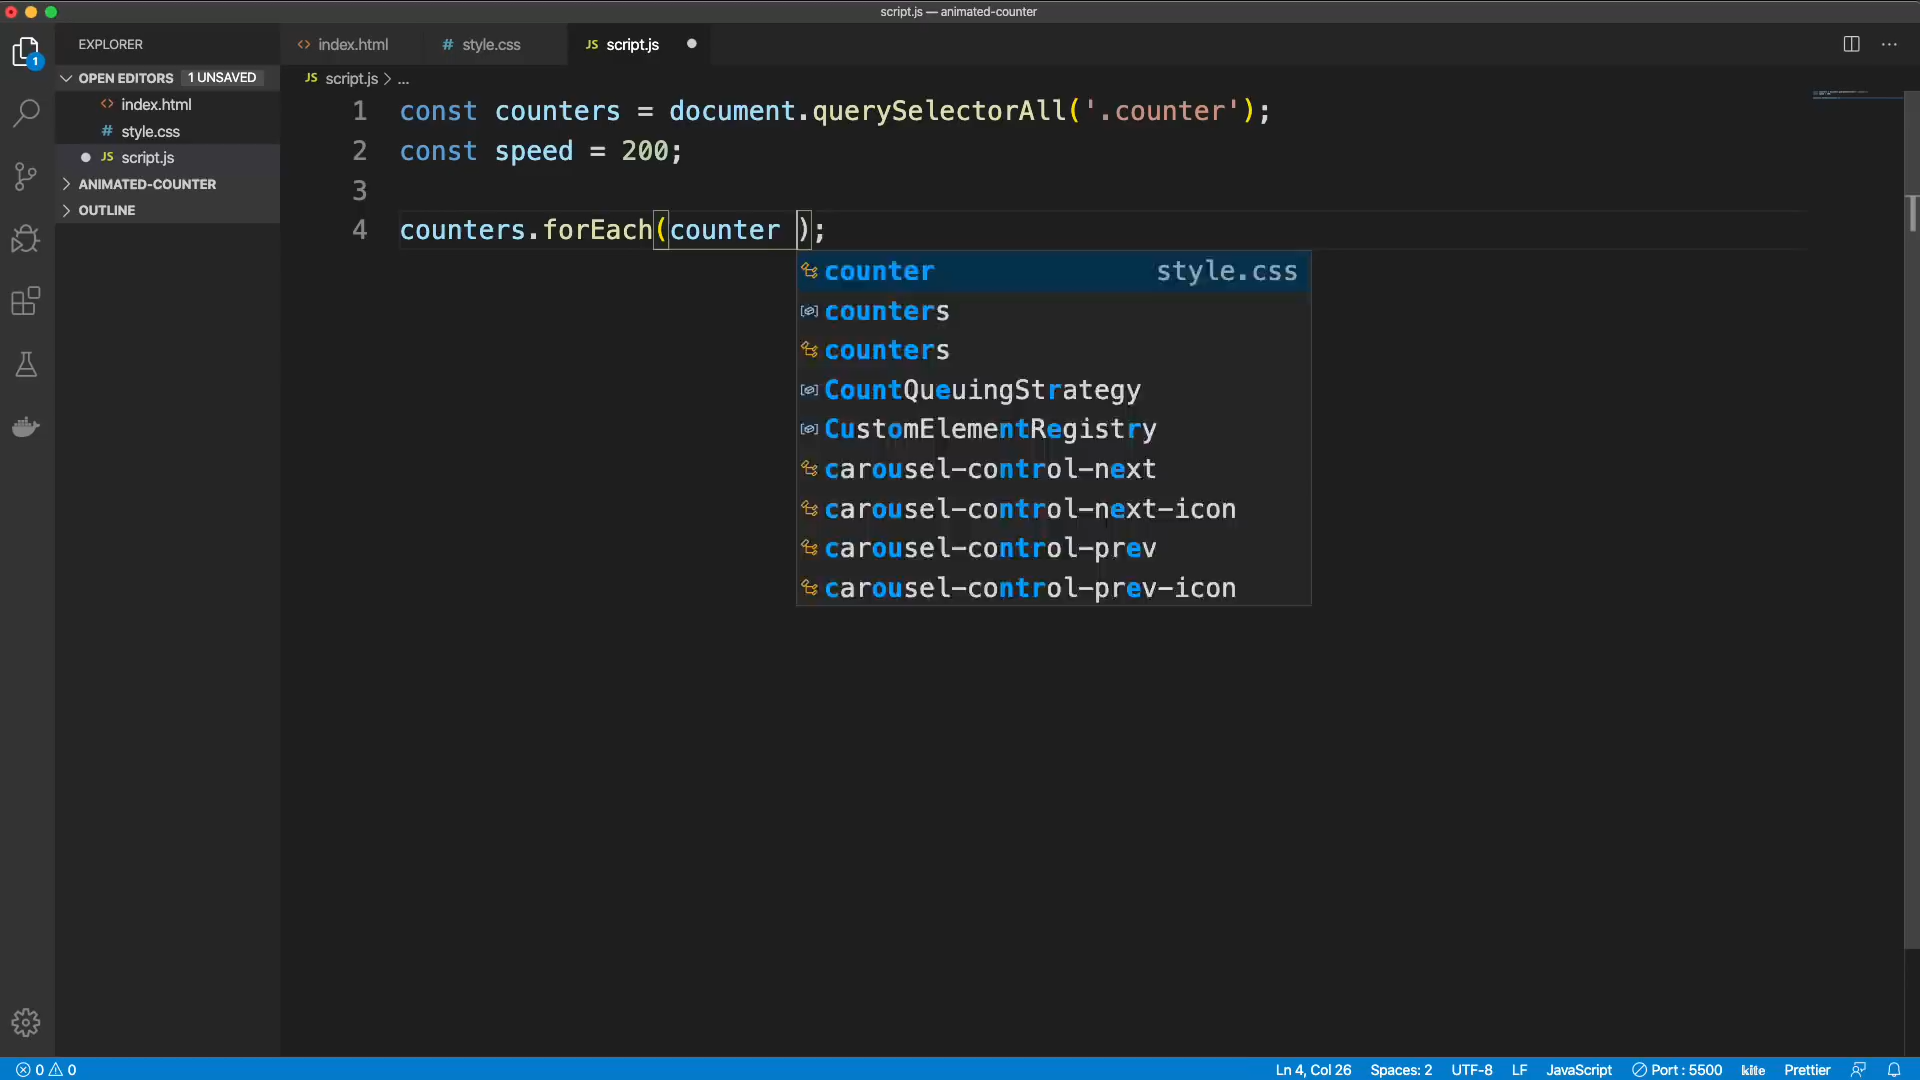 script.js — animated-counter
EXPLORER
OPEN EDITORS 1 UNSAVED
<> index.html
# style.css
JS script.js
ANIMATED-COUNTER
OUTLINE
<> index.html # style.css JS script.js
JS script.js > ...
1 const counters = document.querySelectorAll('.counter');
2 const speed = 200;
3
4 counters.forEach(counter );
counter style.css
counters
counters
CountQueuingStrategy
CustomElementRegistry
carousel-control-next
carousel-control-next-icon
carousel-control-prev
carousel-control-prev-icon
1
0 0 Ln 4, Col 26 Spaces: 2 UTF-8 LF JavaScript Port : 5500 kite Prettier